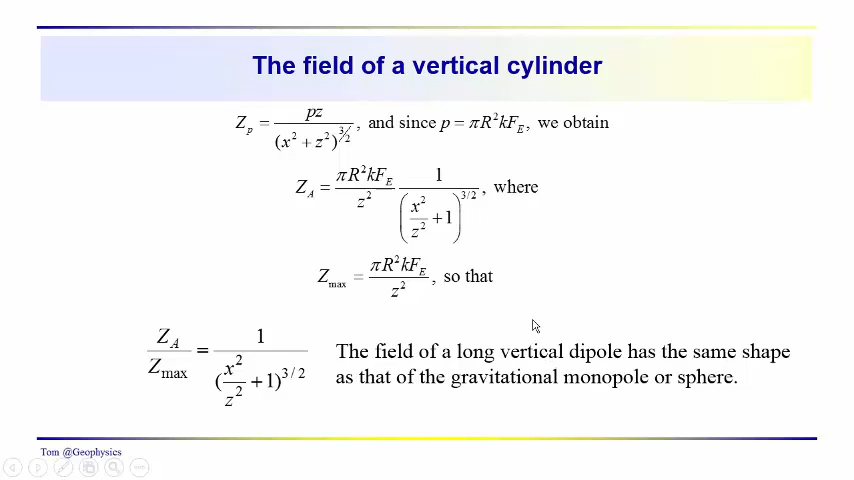 The field of a vertical cylinder
Z_p = pz / (x² + z²)^{3/2}, and since p = πR²kF_E, we obtain
Z_A = πR²kF_E / z² · 1 / (x²/z² + 1)^{3/2}, where
Z_max = πR²kF_E / z², so that
Z_A / Z_max = 1 / (x²/z² + 1)^{3/2}
The field of a long vertical dipole has the same shape
as that of the gravitational monopole or sphere.
Tom @Geophysics